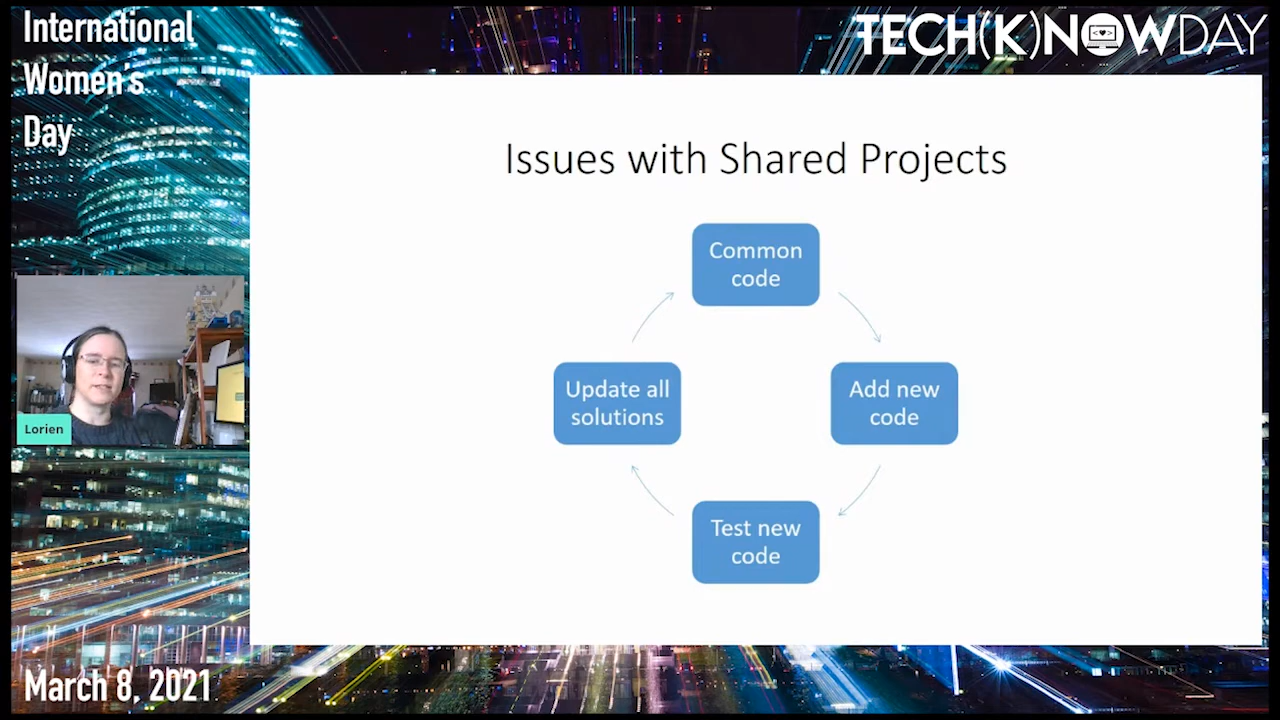 International
Women's
Day
TECH(K)NOWDAY
Issues with Shared Projects
Common
code
Update all
solutions
Add new
code
Test new
code
Lorien
March 8, 2021